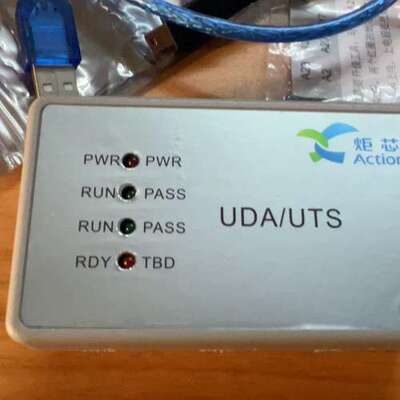 炬芯
Action
PWR PWR
RUN PASS
RUN PASS
RDY TBD
UDA/UTS